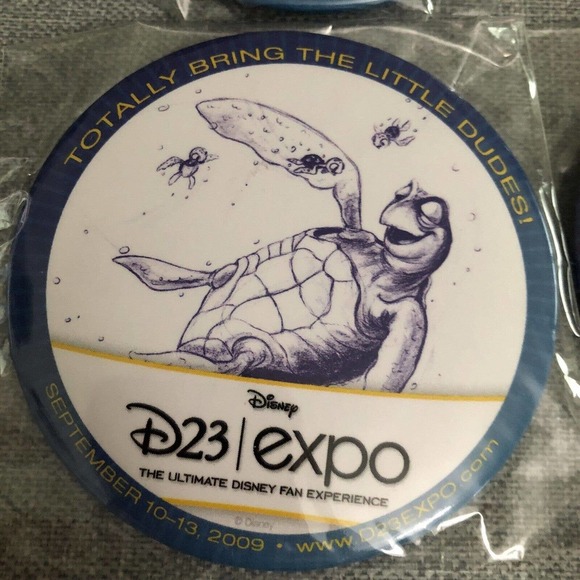 TOTALLY BRING THE LITTLE DUDES!
Disney
D23 | expo
THE ULTIMATE DISNEY FAN EXPERIENCE
© Disney
SEPTEMBER 10-13, 2009 • www.D23EXPO.com